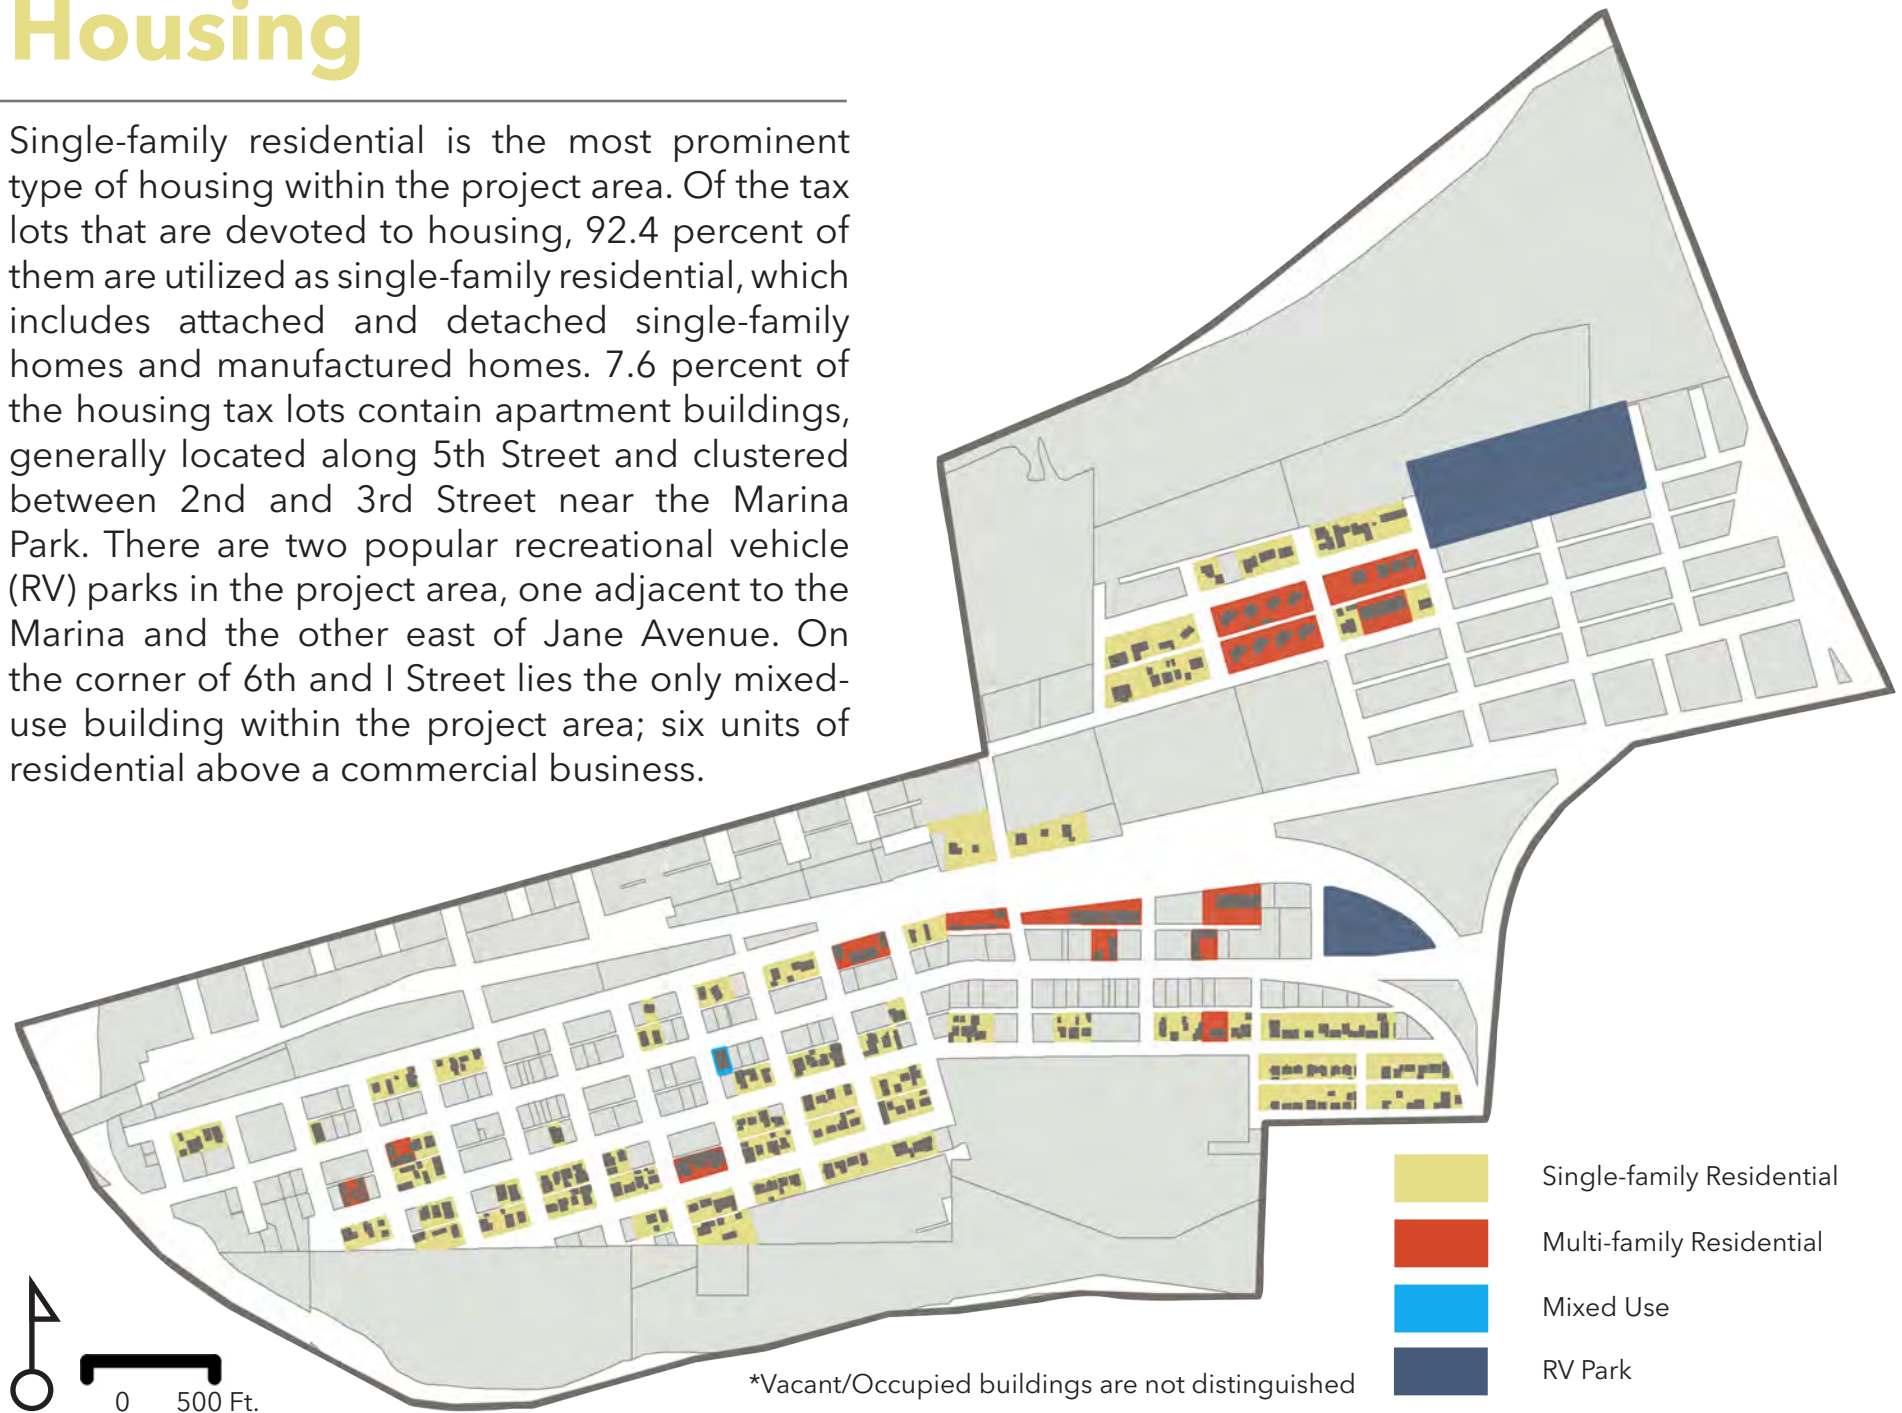 Housing
Single-family residential is the most prominent
type of housing within the project area. Of the tax
lots that are devoted to housing, 92.4 percent of
them are utilized as single-family residential, which
includes attached and detached single-family
homes and manufactured homes. 7.6 percent of
the housing tax lots contain apartment buildings,
generally located along 5th Street and clustered
between 2nd and 3rd Street near the Marina
Park. There are two popular recreational vehicle
(RV) parks in the project area, one adjacent to the
Marina and the other east of Jane Avenue. On
the corner of 6th and I Street lies the only mixed-
use building within the project area; six units of
residential above a commercial business.
Single-family Residential
Multi-family Residential
Mixed Use
RV Park
*Vacant/Occupied buildings are not distinguished
0 500 Ft.